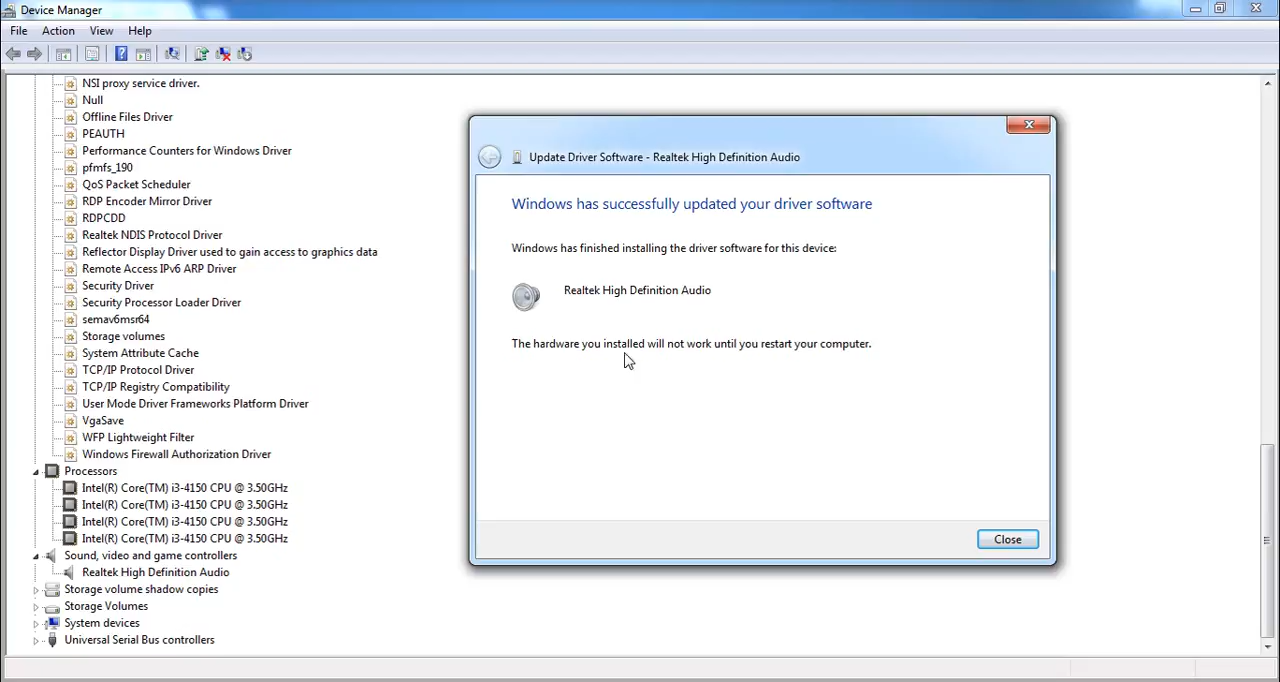 Device Manager
File Action View Help
NSI proxy service driver.
Null
Offline Files Driver
PEAUTH
Performance Counters for Windows Driver
pfmfs_190
QoS Packet Scheduler
RDP Encoder Mirror Driver
RDPCDD
Realtek NDIS Protocol Driver
Reflector Display Driver used to gain access to graphics data
Remote Access IPv6 ARP Driver
Security Driver
Security Processor Loader Driver
semav6msr64
Storage volumes
System Attribute Cache
TCP/IP Protocol Driver
TCP/IP Registry Compatibility
User Mode Driver Frameworks Platform Driver
VgaSave
WFP Lightweight Filter
Windows Firewall Authorization Driver
Processors
Intel(R) Core(TM) i3-4150 CPU @ 3.50GHz
Intel(R) Core(TM) i3-4150 CPU @ 3.50GHz
Intel(R) Core(TM) i3-4150 CPU @ 3.50GHz
Intel(R) Core(TM) i3-4150 CPU @ 3.50GHz
Sound, video and game controllers
Realtek High Definition Audio
Storage volume shadow copies
Storage Volumes
System devices
Universal Serial Bus controllers
Update Driver Software - Realtek High Definition Audio
Windows has successfully updated your driver software
Windows has finished installing the driver software for this device:
Realtek High Definition Audio
The hardware you installed will not work until you restart your computer.
Close